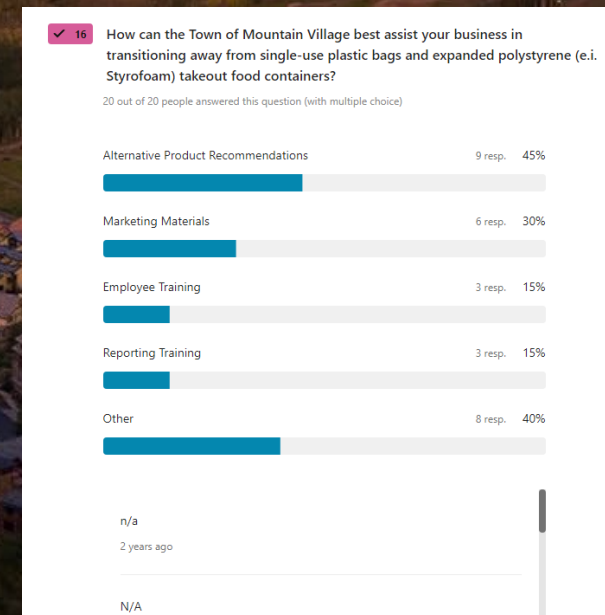 16
How can the Town of Mountain Village best assist your business in
transitioning away from single-use plastic bags and expanded polystyrene (e.i.
Styrofoam) takeout food containers?
20 out of 20 people answered this question (with multiple choice)
Alternative Product Recommendations 9 resp. 45%
Marketing Materials 6 resp. 30%
Employee Training 3 resp. 15%
Reporting Training 3 resp. 15%
Other 8 resp. 40%
n/a
2 years ago
N/A